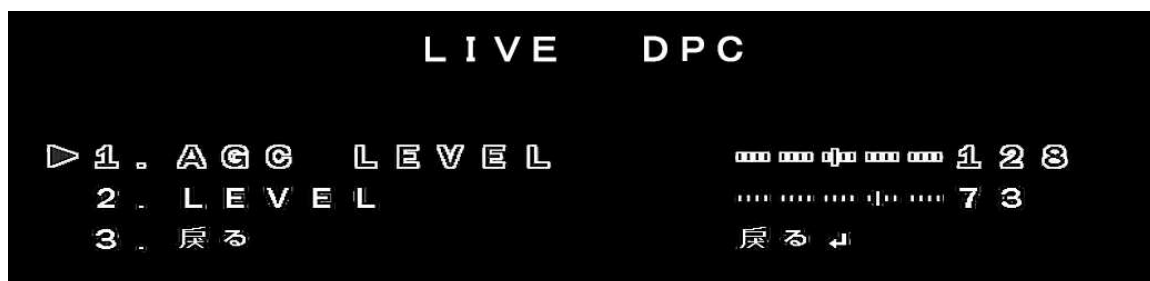 LIVE DPC
1. AGC LEVEL 128
2. LEVEL 73
3. 戻る 戻る ↲